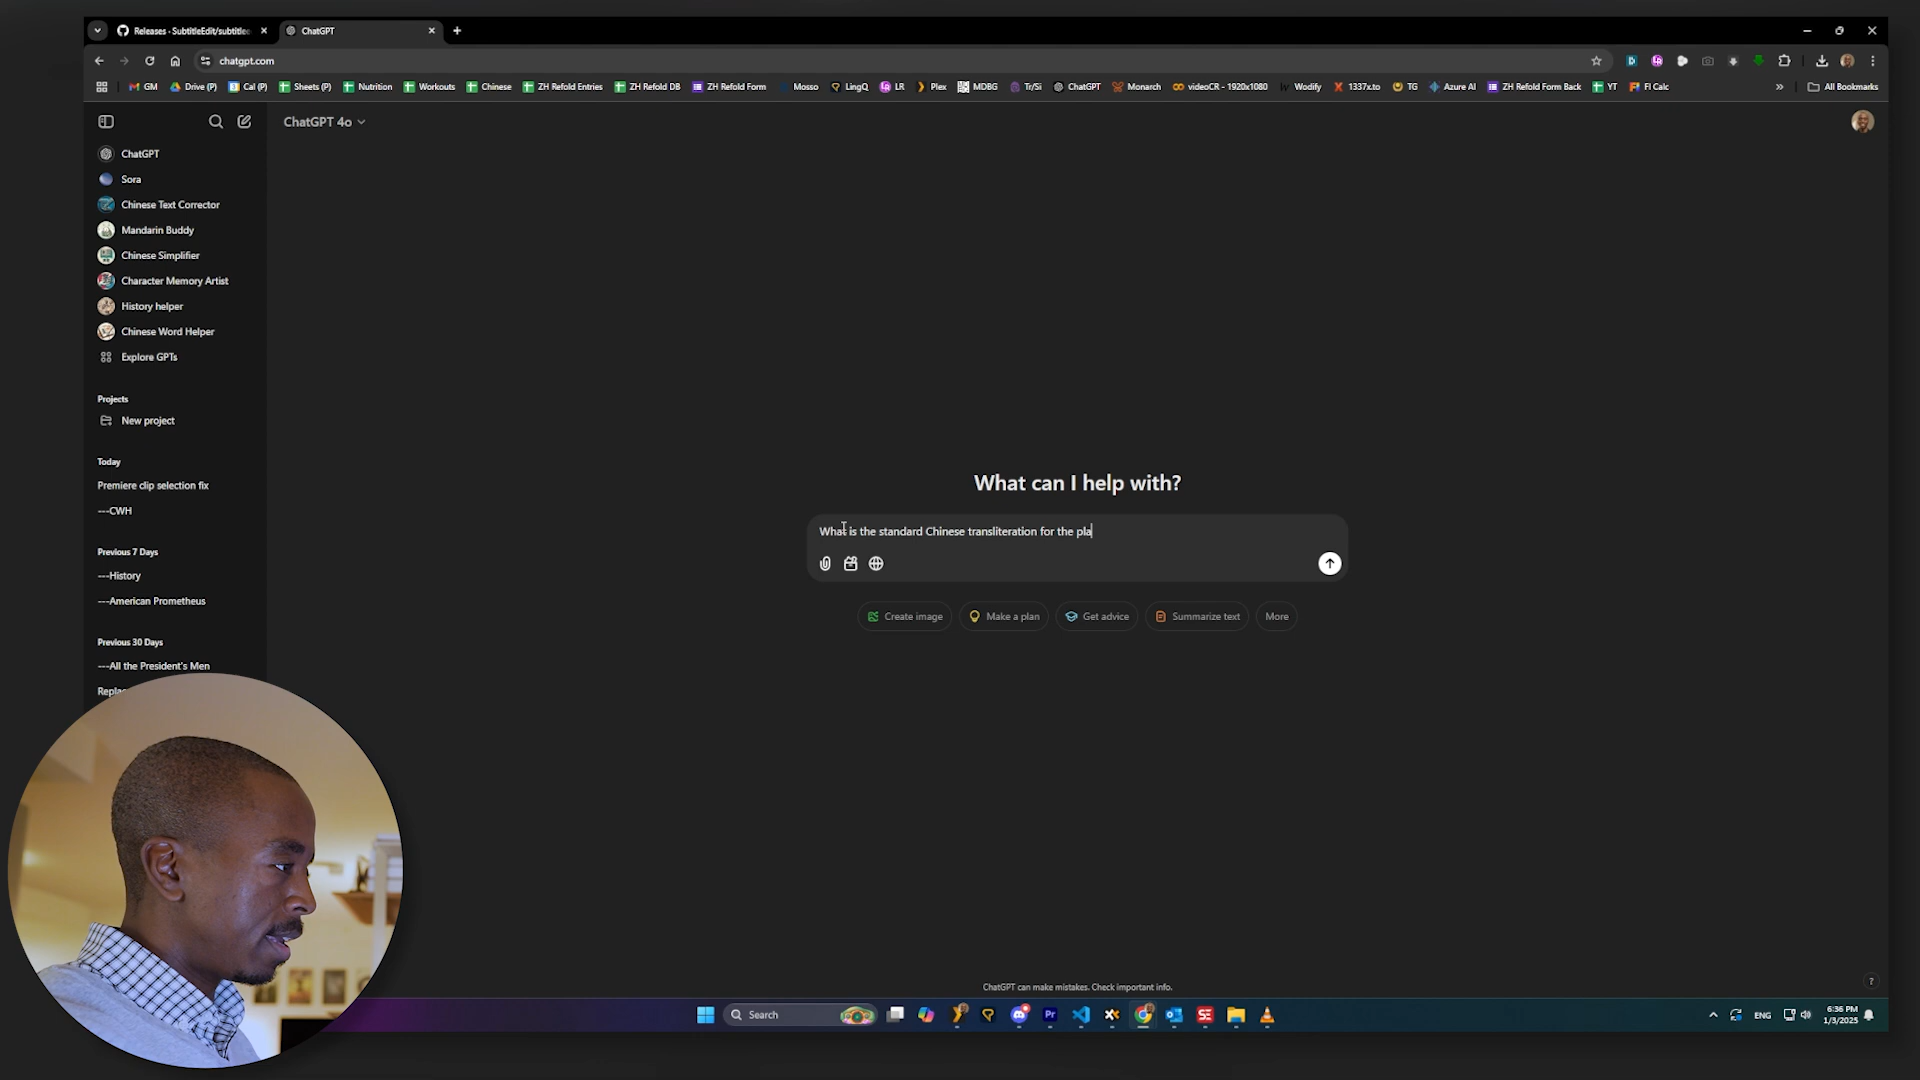 Releases · SubtitleEdit/subtitlee
ChatGPT
chatgpt.com
GM
Drive (P)
Cal (P)
Sheets (P)
Nutrition
Workouts
Chinese
ZH Refold Entries
ZH Refold DB
ZH Refold Form
Mosso
LingQ
LR
Plex
MDBG
Tr/Si
ChatGPT
Monarch
videoCR - 1920x1080
Wodify
1337x.to
TG
Azure AI
ZH Refold Form Back
YT
FI Calc
All Bookmarks
ChatGPT 4o
ChatGPT
Sora
Chinese Text Corrector
Mandarin Buddy
Chinese Simplifier
Character Memory Artist
History helper
Chinese Word Helper
Explore GPTs
Projects
New project
Today
Premiere clip selection fix
---CWH
Previous 7 Days
---History
---American Prometheus
Previous 30 Days
---All the President's Men
Repla
What can I help with?
What is the standard Chinese transliteration for the pla
Create image
Make a plan
Get advice
Summarize text
More
ChatGPT can make mistakes. Check important info.
?
Search
Pr
SE
ENG
6:36 PM
1/3/2025